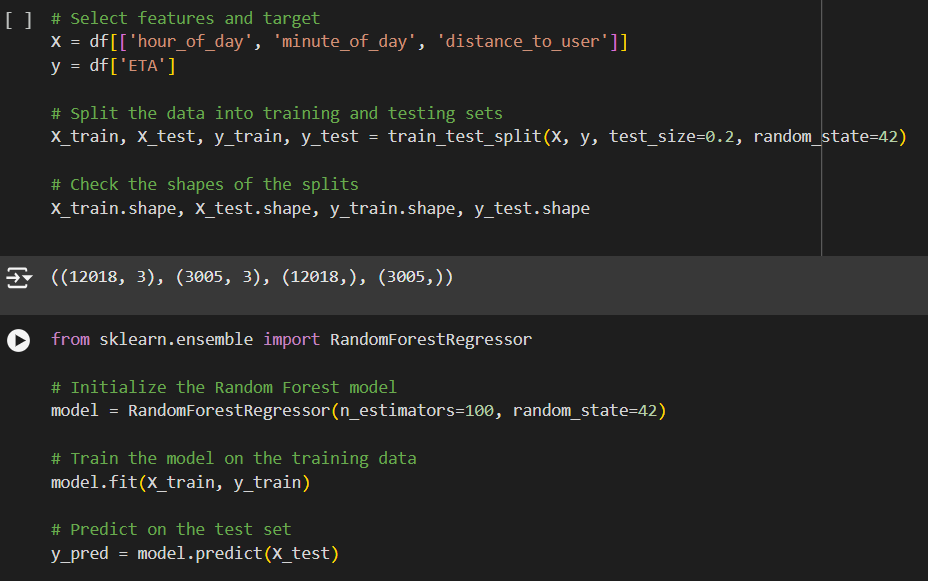 [ ] # Select features and target
X = df[['hour_of_day', 'minute_of_day', 'distance_to_user']]
y = df['ETA']
# Split the data into training and testing sets
X_train, X_test, y_train, y_test = train_test_split(X, y, test_size=0.2, random_state=42)
# Check the shapes of the splits
X_train.shape, X_test.shape, y_train.shape, y_test.shape
((12018, 3), (3005, 3), (12018,), (3005,))
from sklearn.ensemble import RandomForestRegressor
# Initialize the Random Forest model
model = RandomForestRegressor(n_estimators=100, random_state=42)
# Train the model on the training data
model.fit(X_train, y_train)
# Predict on the test set
y_pred = model.predict(X_test)